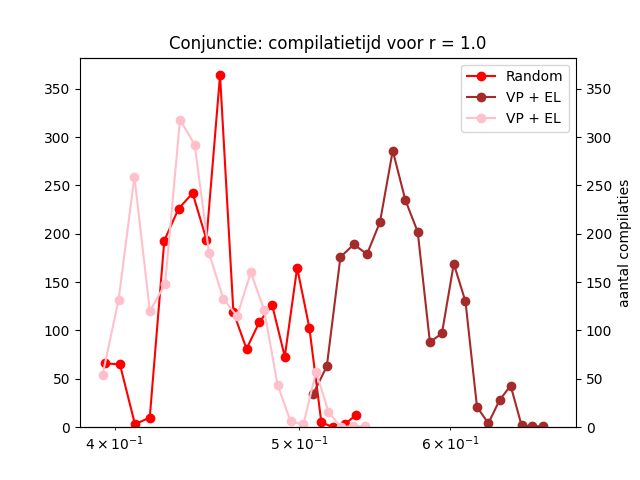 Conjunctie: compilatietijd voor r = 1.0
Random
VP + EL
VP + EL
350
300
250
200
150
100
50
0
350
300
250
200
150
100
50
0
aantal compilaties
4 × 10⁻¹
5 × 10⁻¹
6 × 10⁻¹